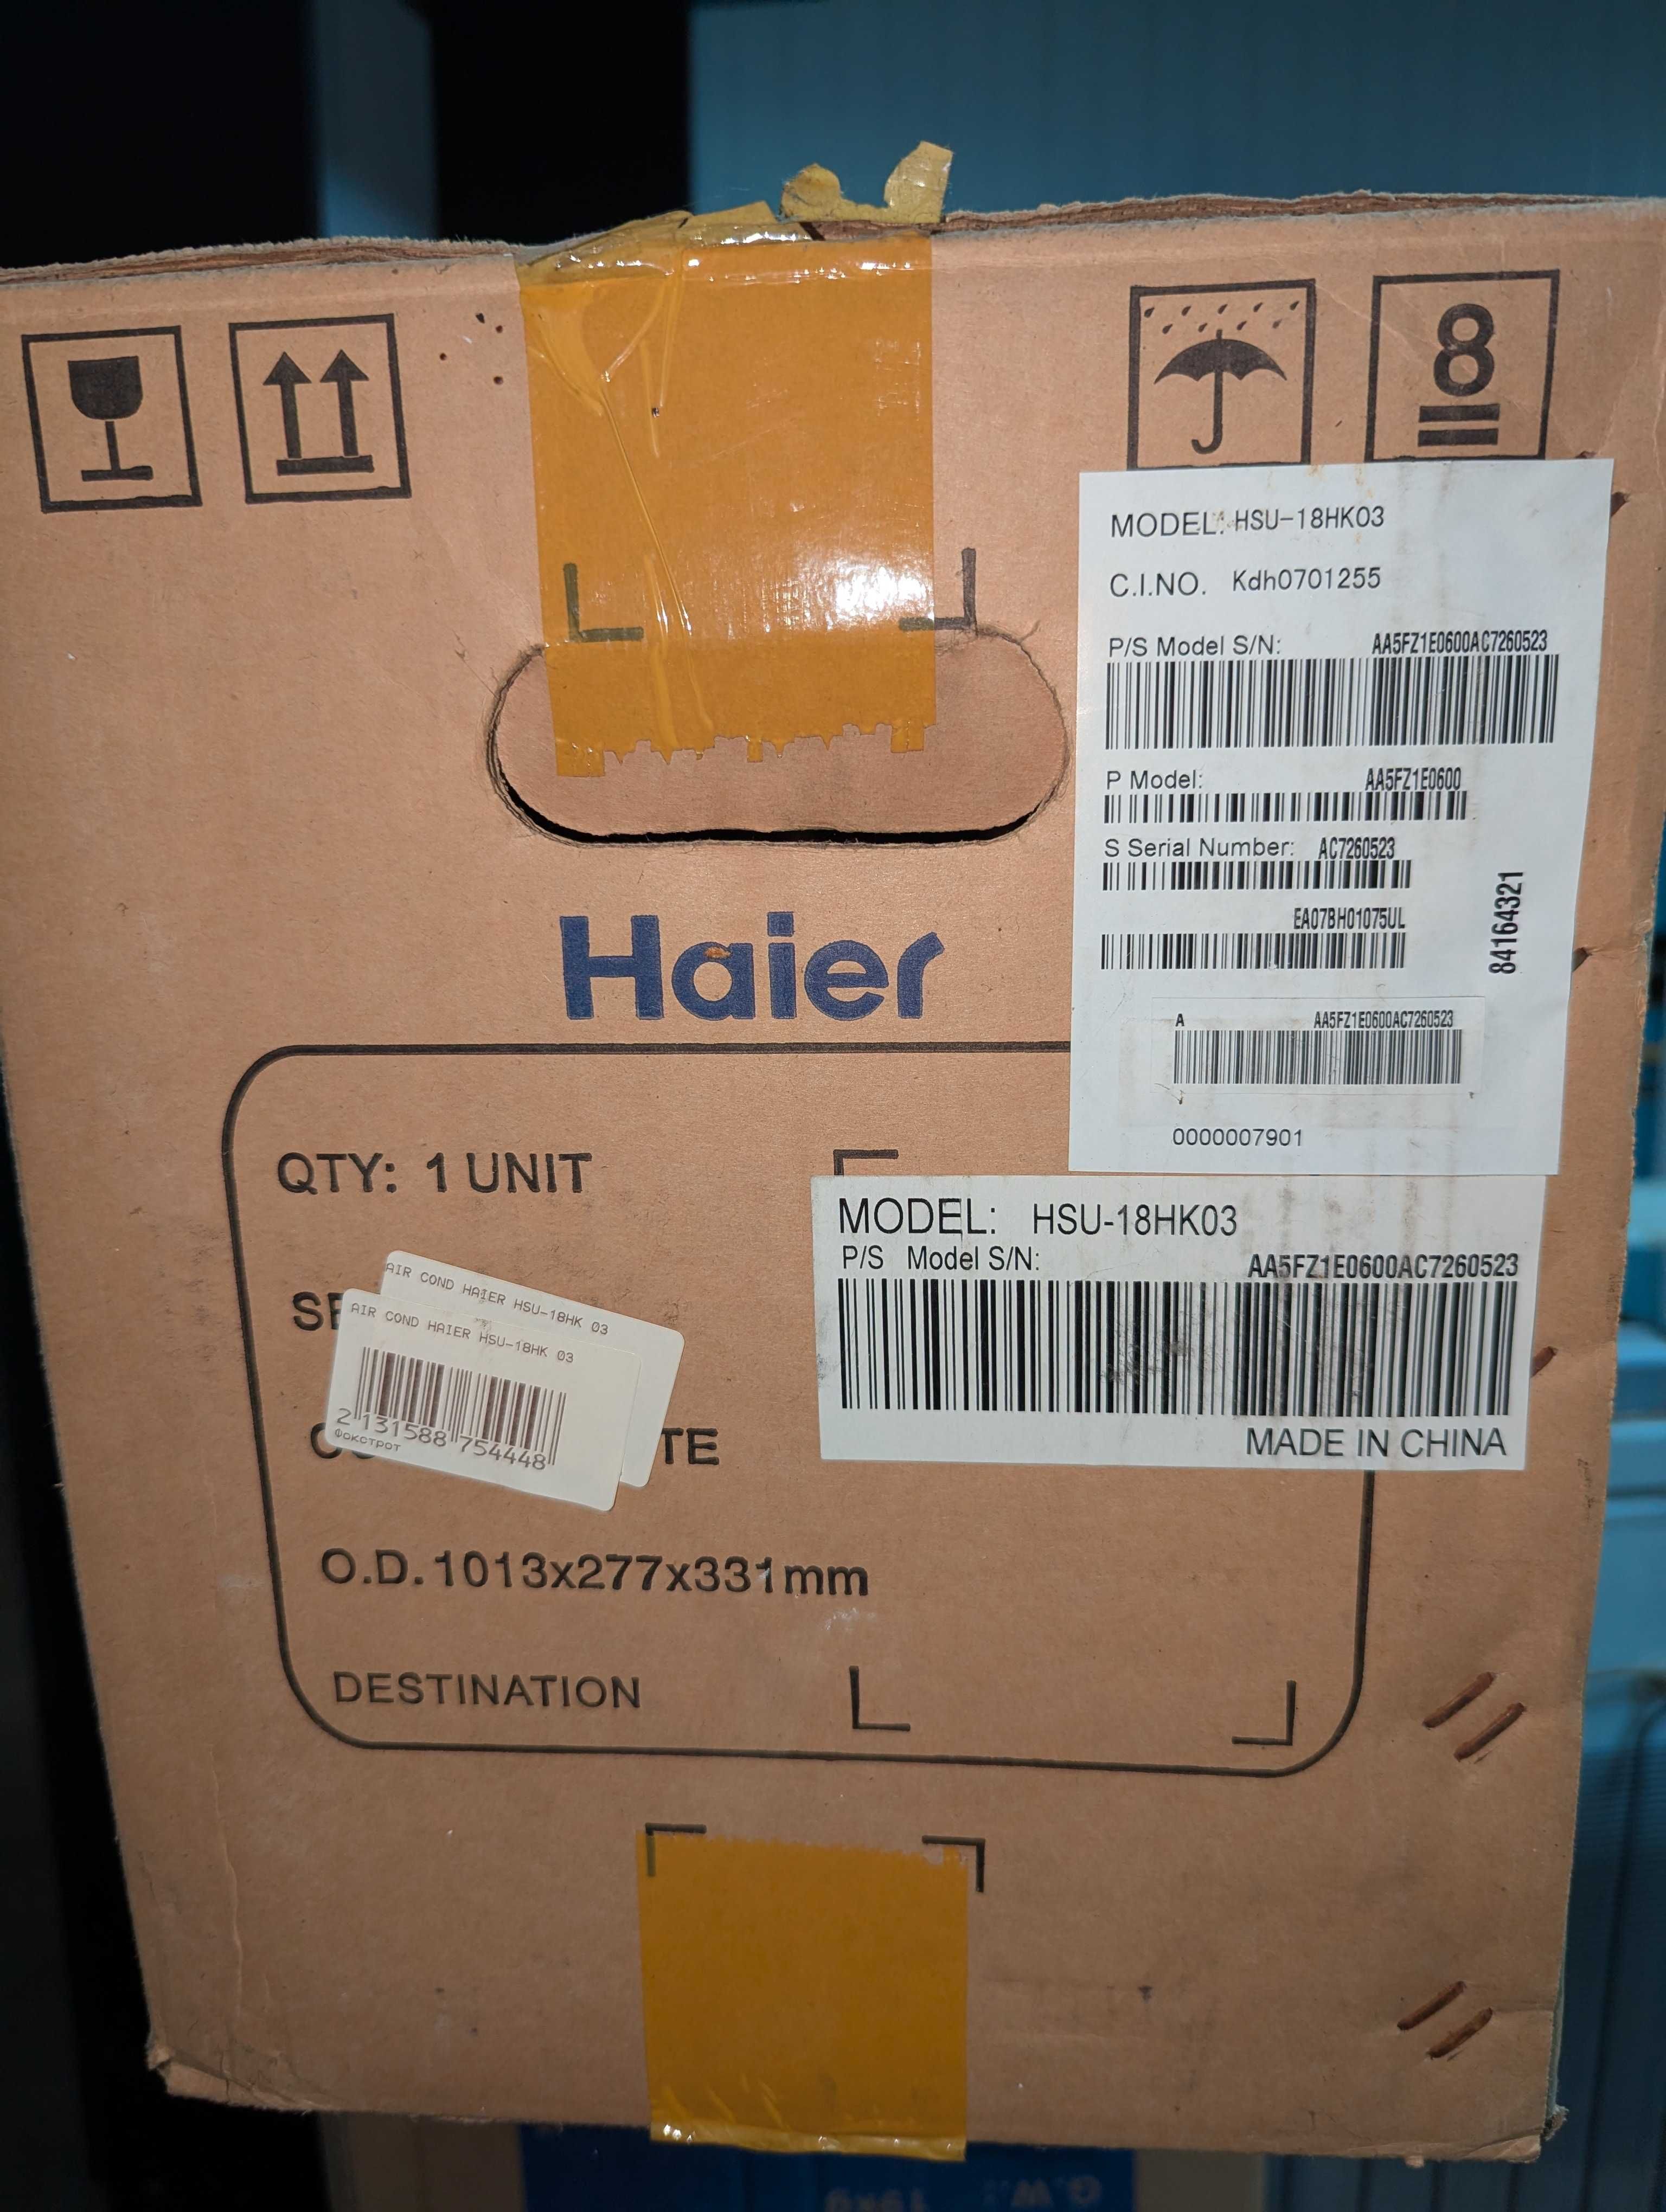 8
MODEL: HSU-18HK03
C.I.NO. Kdh0701255
P/S Model S/N: AA5FZ1E0600AC7260523
P Model: AA5FZ1E0600
S Serial Number: AC7260523
EA07BH01075UL
84164321
A AA5FZ1E0600AC7260523
0000007901
Haier
QTY: 1 UNIT
MODEL: HSU-18HK03
P/S Model S/N: AA5FZ1E0600AC7260523
MADE IN CHINA
AIR COND HAIER HSU-18HK 03
AIR COND HAIER HSU-18HK 03
2 131588 754448
Фокстрот
O.D.1013x277x331mm
DESTINATION
G.W.:
19kg